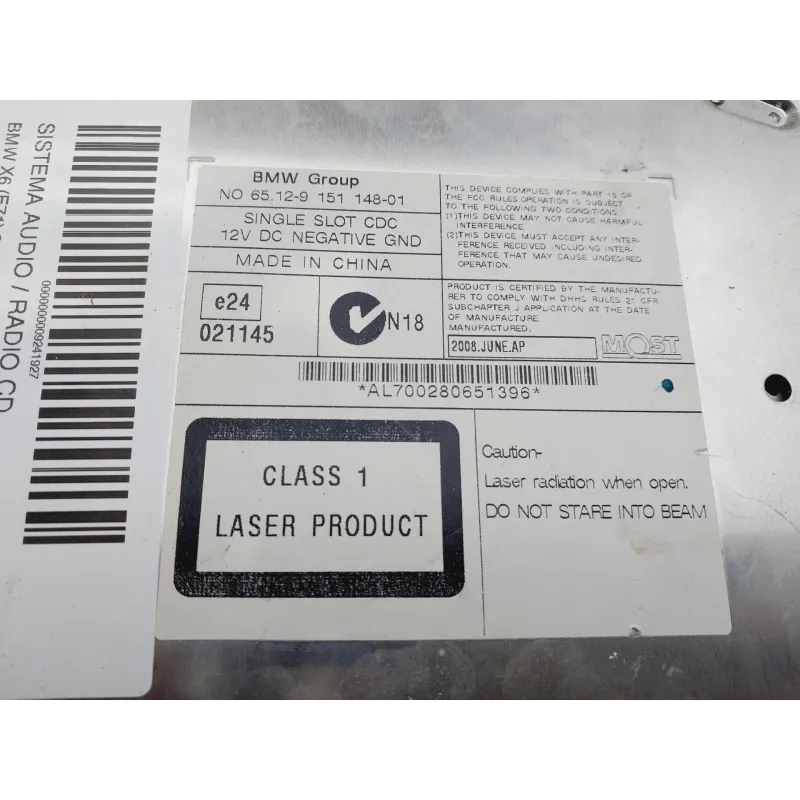 SISTEMA AUDIO / RADIO CD
BMW X6 (E71)
0000000009241927
BMW Group
NO 65.12-9 151 148-01
SINGLE SLOT CDC
12V DC NEGATIVE GND
MADE IN CHINA
e24
021145
N18
THIS DEVICE COMPLIES WITH PART 15 OF
THE FCC RULES.OPERATION IS SUBJECT
TO THE FOLLOWING TWO CONDITIONS:
(1)THIS DEVICE MAY NOT CAUSE HARMFUL
INTERFERENCE.
(2)THIS DEVICE MUST ACCEPT ANY INTER-
FERENCE RECEIVED INCLUDING INTER-
FERENCE THAT MAY CAUSE UNDESIRED
OPERATION.
PRODUCT IS CERTIFIED BY THE MANUFACTU-
RER TO COMPLY WITH DHHS RULES 21 CFR
SUBCHAPTER J APPLICATION AT THE DATE
OF MANUFACTURE.
MANUFACTURED.
2008.JUNE.AP
MOST
*AL700280651396*
CLASS 1
LASER PRODUCT
Caution-
Laser radiation when open.
DO NOT STARE INTO BEAM